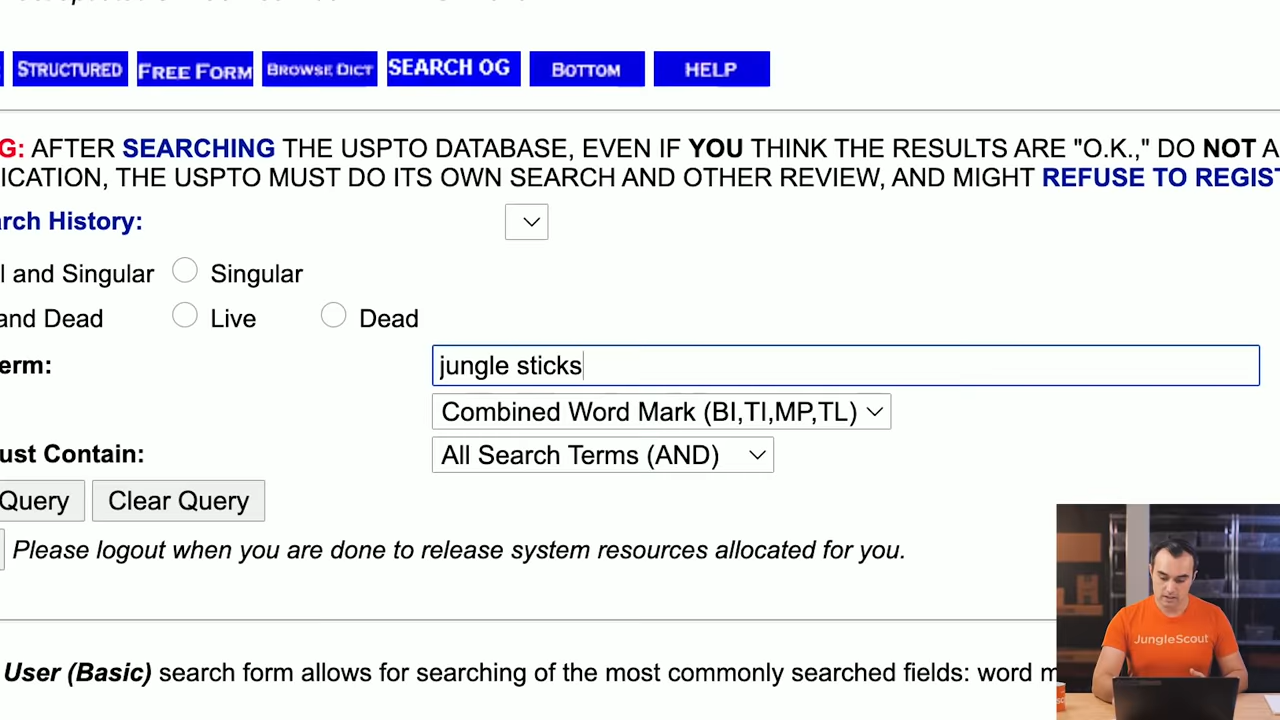 STRUCTURED FREE FORM BROWSE DICT SEARCH OG BOTTOM HELP
G: AFTER SEARCHING THE USPTO DATABASE, EVEN IF YOU THINK THE RESULTS ARE "O.K.," DO NOT A
ICATION, THE USPTO MUST DO ITS OWN SEARCH AND OTHER REVIEW, AND MIGHT REFUSE TO REGIST
arch History:
l and Singular Singular
and Dead Live Dead
erm: jungle sticks
Combined Word Mark (BI,TI,MP,TL)
ust Contain: All Search Terms (AND)
Query Clear Query
Please logout when you are done to release system resources allocated for you.
JungleScout
User (Basic) search form allows for searching of the most commonly searched fields: word m